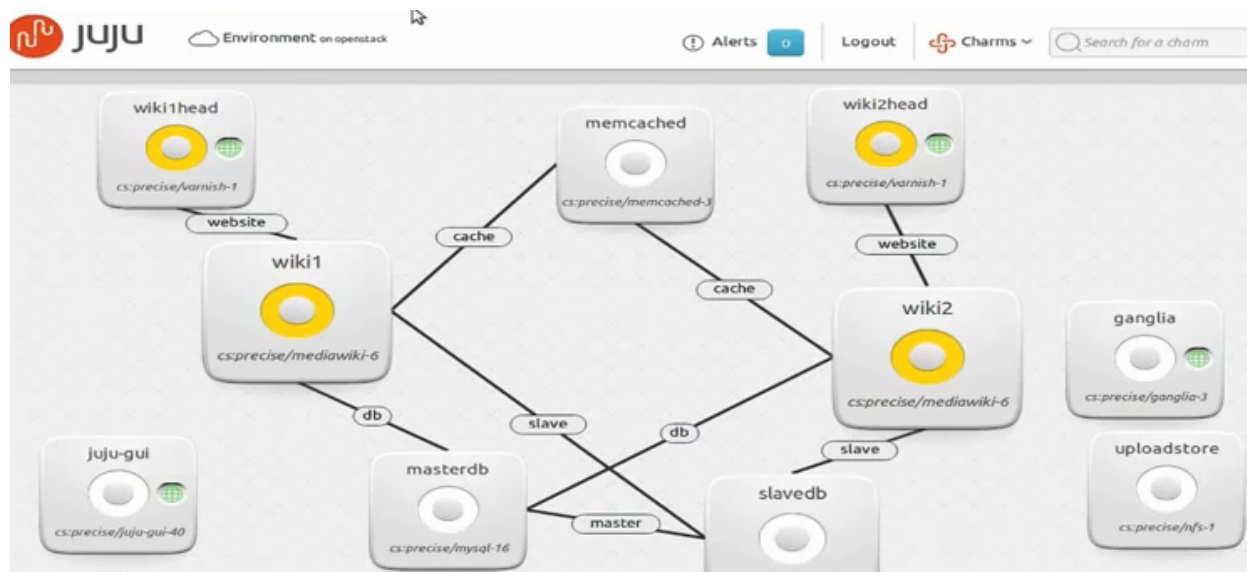 juju
Environment on openstack
Alerts 0 Logout Charms Search for a charm
wiki1head
cs:precise/varnish-1
memcached
cs:precise/memcached-3
wiki2head
cs:precise/varnish-1
website
cache
website
wiki1
cs:precise/mediawiki-6
cache
wiki2
cs:precise/mediawiki-6
ganglia
cs:precise/ganglia-3
db
slave
db
slave
juju-gui
cs:precise/juju-gui-40
masterdb
cs:precise/mysql-16
master
slavedb
uploadstore
cs:precise/nfs-1